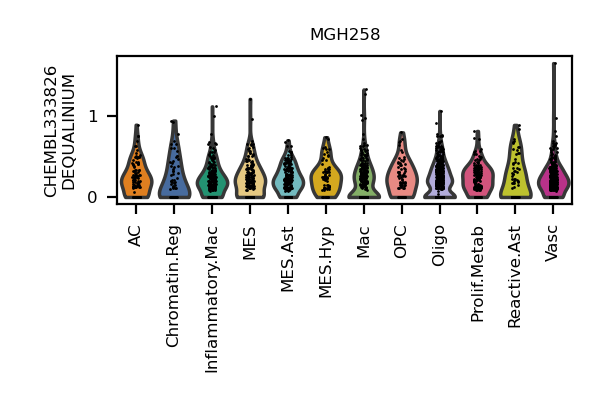 MGH258
CHEMBL333826
DEQUALINIUM
1
0
AC
Chromatin.Reg
Inflammatory.Mac
MES
MES.Ast
MES.Hyp
Mac
OPC
Oligo
Prolif.Metab
Reactive.Ast
Vasc